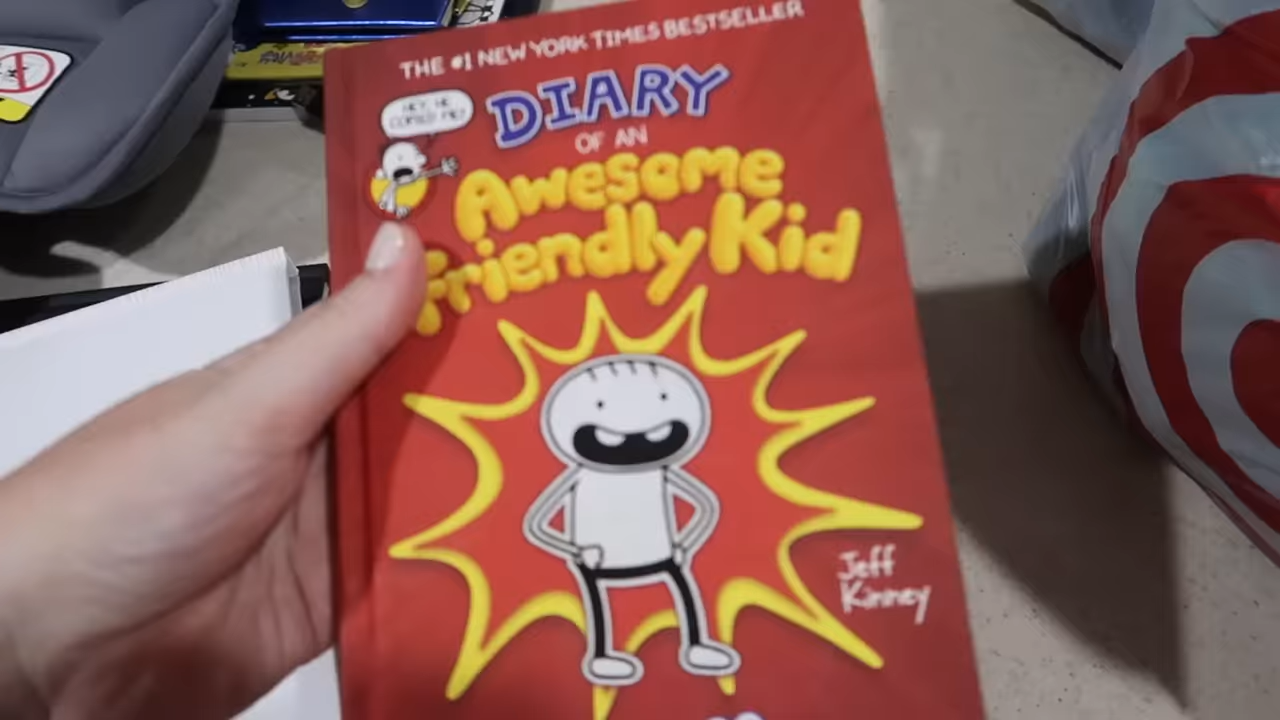 THE #1 NEW YORK TIMES BESTSELLER
HEY, HE
COPIED ME!
DIARY
OF AN
Awesome
Friendly Kid
Jeff
Kinney